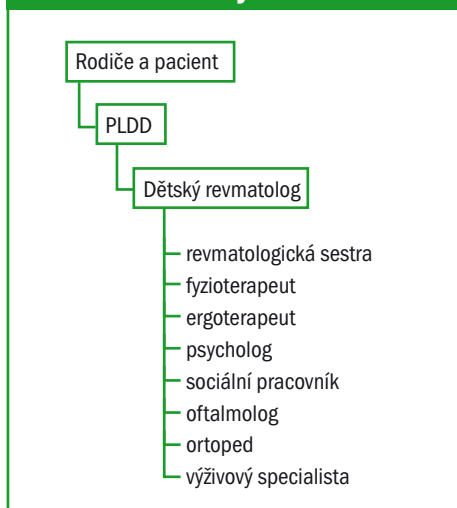 Rodiče a pacient
PLDD
Dětský revmatolog
revmatologická sestra
fyzioterapeut
ergoterapeut
psycholog
sociální pracovník
oftalmolog
ortoped
výživový specialista